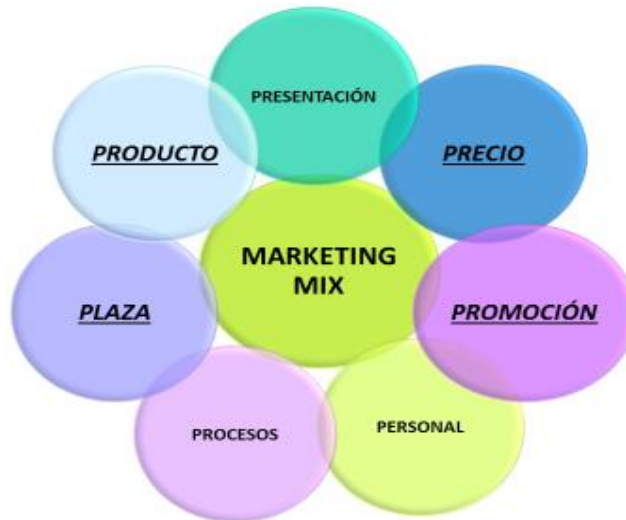 PRESENTACIÓN
PRODUCTO
PRECIO
MARKETING
MIX
PLAZA
PROMOCIÓN
PROCESOS
PERSONAL